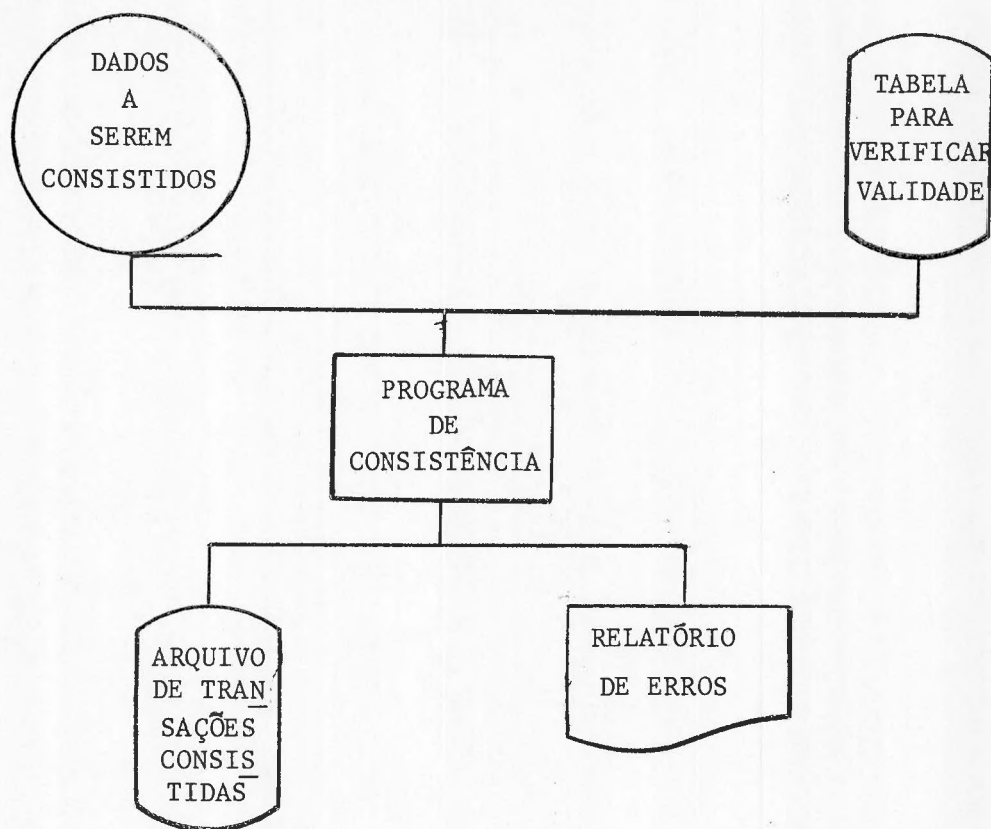 DADOS
A
SEREM
CONSISTIDOS
TABELA
PARA
VERIFICAR
VALIDADE
PROGRAMA
DE
CONSISTÊNCIA
ARQUIVO
DE TRAN
SAÇÕES
CONSIS
TIDAS
RELATÓRIO
DE ERROS